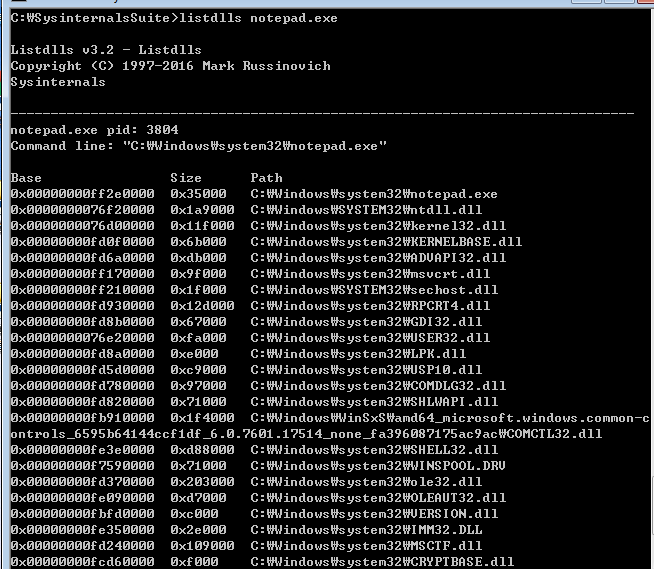 C:₩SysinternalsSuite>listdlls notepad.exe
Listdlls v3.2 - Listdlls
Copyright (C) 1997-2016 Mark Russinovich
Sysinternals
------------------------------------------------------------------------------
notepad.exe pid: 3804
Command line: "C:₩Windows₩system32₩notepad.exe"
Base                Size      Path
0x00000000ff2e0000  0x35000   C:₩Windows₩system32₩notepad.exe
0x0000000076f20000  0x1a9000  C:₩Windows₩SYSTEM32₩ntdll.dll
0x0000000076d00000  0x11f000  C:₩Windows₩system32₩kernel32.dll
0x00000000fd0f0000  0x6b000   C:₩Windows₩system32₩KERNELBASE.dll
0x00000000fd6a0000  0xdb000   C:₩Windows₩system32₩ADVAPI32.dll
0x00000000ff170000  0x9f000   C:₩Windows₩system32₩msvcrt.dll
0x00000000ff210000  0x1f000   C:₩Windows₩SYSTEM32₩sechost.dll
0x00000000fd930000  0x12d000  C:₩Windows₩system32₩RPCRT4.dll
0x00000000fd8b0000  0x67000   C:₩Windows₩system32₩GDI32.dll
0x0000000076e20000  0xfa000   C:₩Windows₩system32₩USER32.dll
0x00000000fd8a0000  0xe000    C:₩Windows₩system32₩LPK.dll
0x00000000fd5d0000  0xc9000   C:₩Windows₩system32₩USP10.dll
0x00000000fd780000  0x97000   C:₩Windows₩system32₩COMDLG32.dll
0x00000000fd820000  0x71000   C:₩Windows₩system32₩SHLWAPI.dll
0x00000000fb910000  0x1f4000  C:₩Windows₩WinSxS₩amd64_microsoft.windows.common-c
ontrols_6595b64144ccf1df_6.0.7601.17514_none_fa396087175ac9ac₩COMCTL32.dll
0x00000000fe3e0000  0xd88000  C:₩Windows₩system32₩SHELL32.dll
0x00000000f7590000  0x71000   C:₩Windows₩system32₩WINSPOOL.DRV
0x00000000fd370000  0x203000  C:₩Windows₩system32₩ole32.dll
0x00000000fe090000  0xd7000   C:₩Windows₩system32₩OLEAUT32.dll
0x00000000fbfd0000  0xc000    C:₩Windows₩system32₩VERSION.dll
0x00000000fe350000  0x2e000   C:₩Windows₩system32₩IMM32.DLL
0x00000000fd240000  0x109000  C:₩Windows₩system32₩MSCTF.dll
0x00000000fcd60000  0xf000    C:₩Windows₩system32₩CRYPTBASE.dll